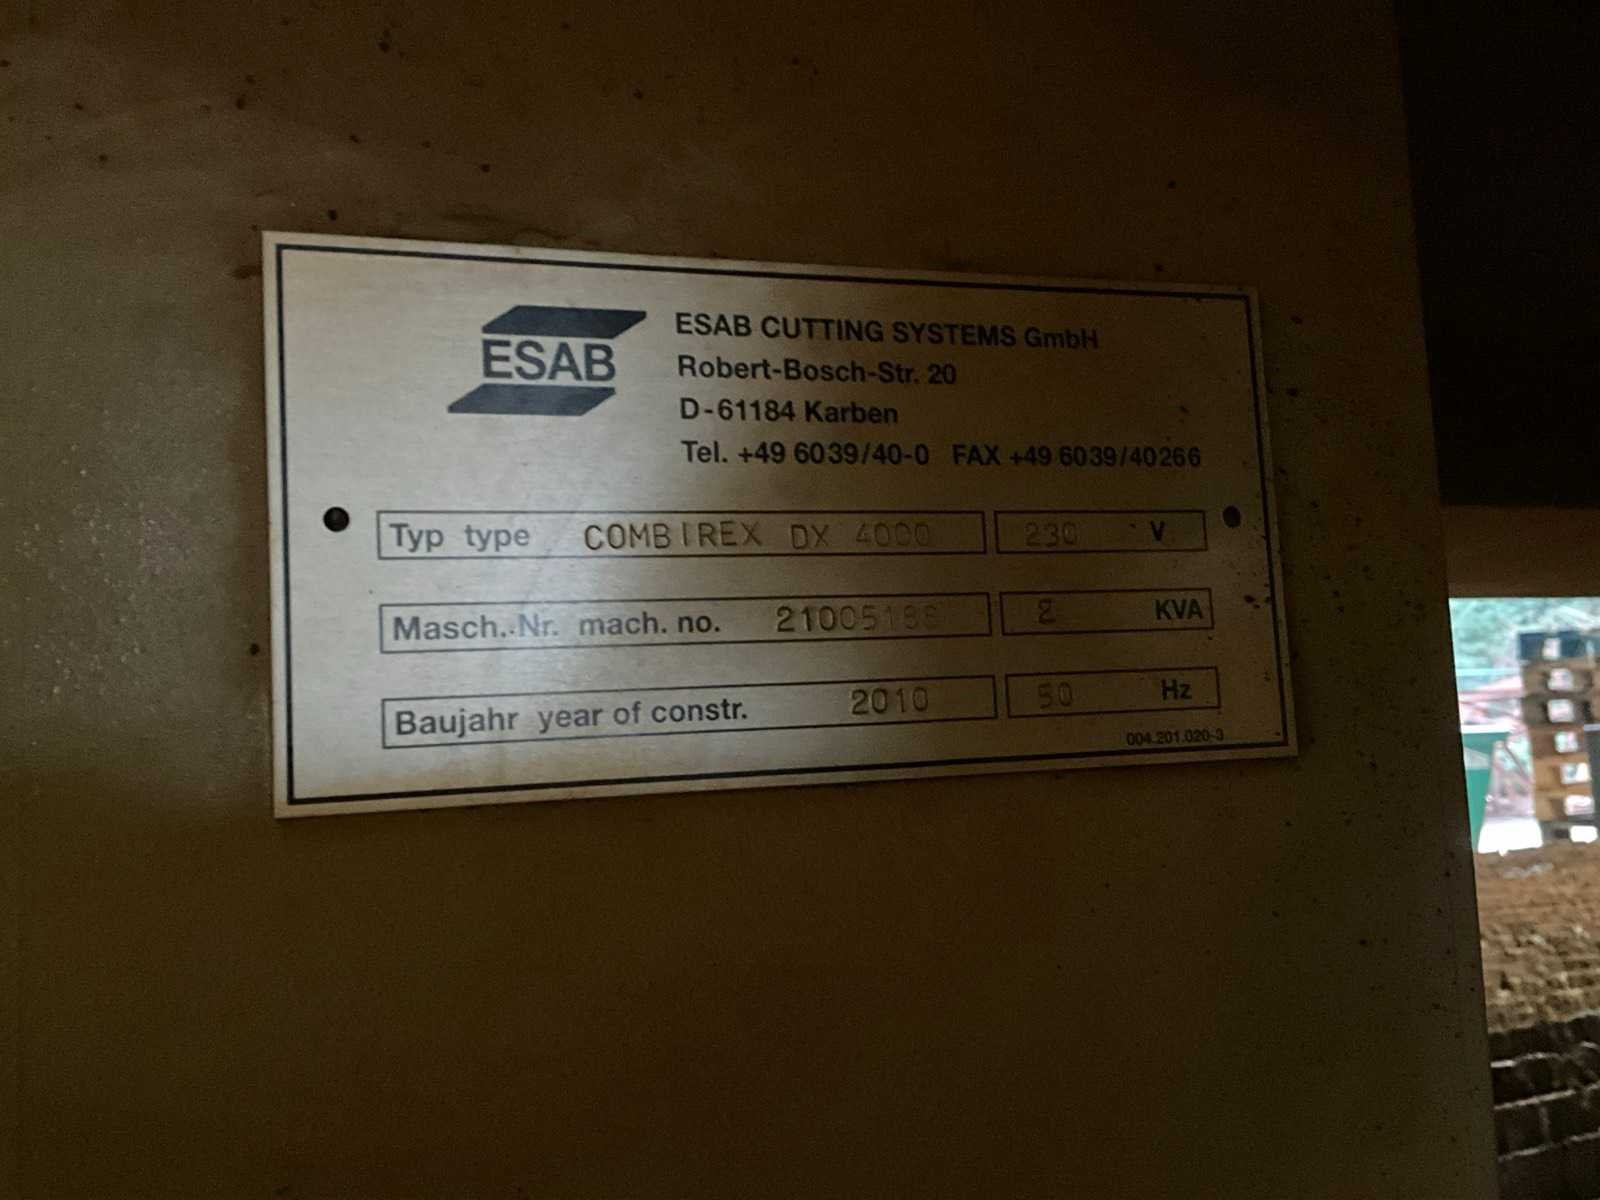 ESAB
ESAB CUTTING SYSTEMS GmbH
Robert-Bosch-Str. 20
D-61184 Karben
Tel. +49 6039/40-0 FAX +49 6039/40266
Typ type COMBIREX DX 4000 230 V
Masch.-Nr. mach. no. 2 KVA
Baujahr year of constr. 2010 50 Hz
004.201.020-3